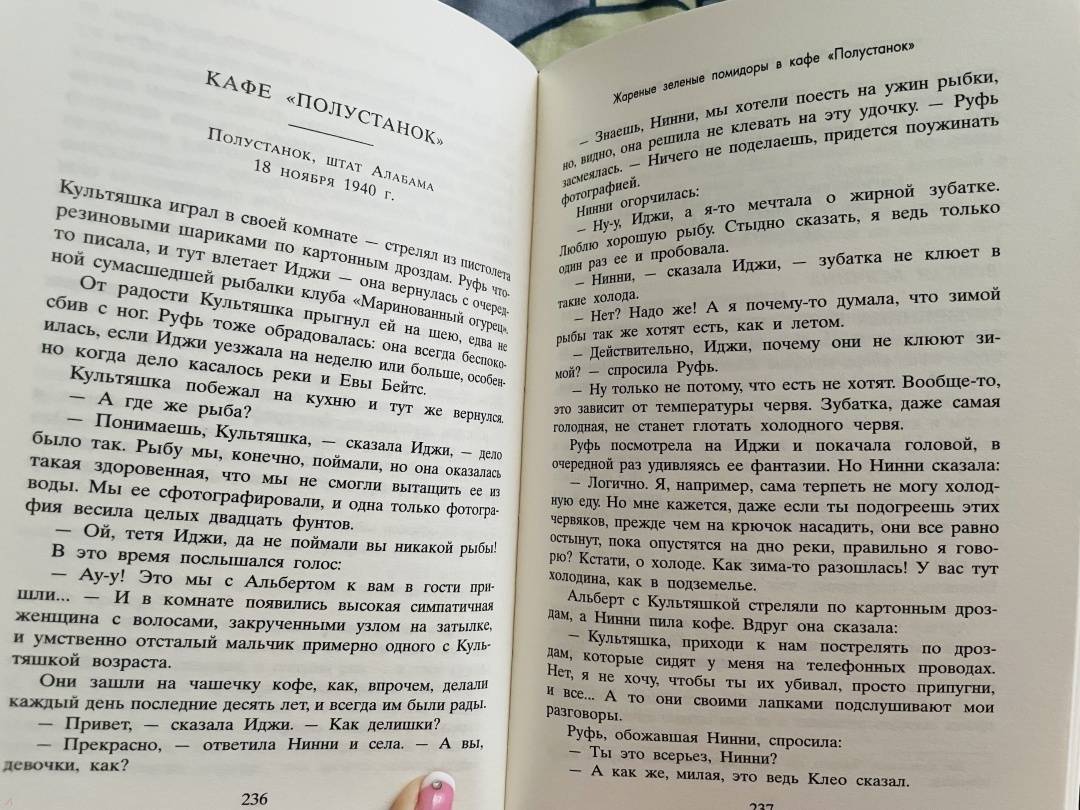 КАФЕ «ПОЛУСТАНОК»
Полустанок, штат Алабама
18 ноября 1940 г.
Культяшка играл в своей комнате — стрелял из пистолета
резиновыми шариками по картонным дроздам. Руфь что-
то писала, и тут влетает Иджи — она вернулась с очеред-
ной сумасшедшей рыбалки клуба «Маринованный огурец».
От радости Культяшка прыгнул ей на шею, едва не
сбив с ног. Руфь тоже обрадовалась: она всегда беспоко-
илась, если Иджи уезжала на неделю или больше, особен-
но когда дело касалось реки и Евы Бейтс.
Культяшка побежал на кухню и тут же вернулся.
— А где же рыба?
— Понимаешь, Культяшка, — сказала Иджи, — дело
было так. Рыбу мы, конечно, поймали, но она оказалась
такая здоровенная, что мы не смогли вытащить ее из
воды. Мы ее сфотографировали, и одна только фотогра-
фия весила целых двадцать фунтов.
— Ой, тетя Иджи, да не поймали вы никакой рыбы!
В это время послышался голос:
— Ау-у! Это мы с Альбертом к вам в гости при-
шли... — И в комнате появились высокая симпатичная
женщина с волосами, закрученными узлом на затылке,
и умственно отсталый мальчик примерно одного с Куль-
тяшкой возраста.
Они зашли на чашечку кофе, как, впрочем, делали
каждый день последние десять лет, и всегда им были рады.
— Привет, — сказала Иджи. — Как делишки?
— Прекрасно, — ответила Нинни и села. — А вы,
девочки, как?
236
Жареные зеленые помидоры в кафе «Полустанок»
— Знаешь, Нинни, мы хотели поесть на ужин рыбки,
но, видно, она решила не клевать на эту удочку. — Руфь
засмеялась. — Ничего не поделаешь, придется поужинать
фотографией.
Нинни огорчилась:
— Ну-у, Иджи, а я-то мечтала о жирной зубатке.
Люблю хорошую рыбу. Стыдно сказать, я ведь только
один раз ее и пробовала.
— Нинни, — сказала Иджи, — зубатка не клюет в
такие холода.
— Нет? Надо же! А я почему-то думала, что зимой
рыбы так же хотят есть, как и летом.
— Действительно, Иджи, почему они не клюют зи-
мой? — спросила Руфь.
— Ну только не потому, что есть не хотят. Вообще-то,
это зависит от температуры червя. Зубатка, даже самая
голодная, не станет глотать холодного червя.
Руфь посмотрела на Иджи и покачала головой, в
очередной раз удивляясь ее фантазии. Но Нинни сказала:
— Логично. Я, например, сама терпеть не могу холод-
ную еду. Но мне кажется, даже если ты подогреешь этих
червяков, прежде чем на крючок насадить, они все равно
остынут, пока опустятся на дно реки, правильно я гово-
рю? Кстати, о холоде. Как зима-то разошлась! У вас тут
холодина, как в подземелье.
Альберт с Культяшкой стреляли по картонным дроз-
дам, а Нинни пила кофе. Вдруг она сказала:
— Культяшка, приходи к нам пострелять по дроз-
дам, которые сидят у меня на телефонных проводах.
Нет, я не хочу, чтобы ты их убивал, просто припугни,
и все... А то они своими лапками подслушивают мои
разговоры.
Руфь, обожавшая Нинни, спросила:
— Ты это всерьез, Нинни?
— А как же, милая, это ведь Клео сказал.
237